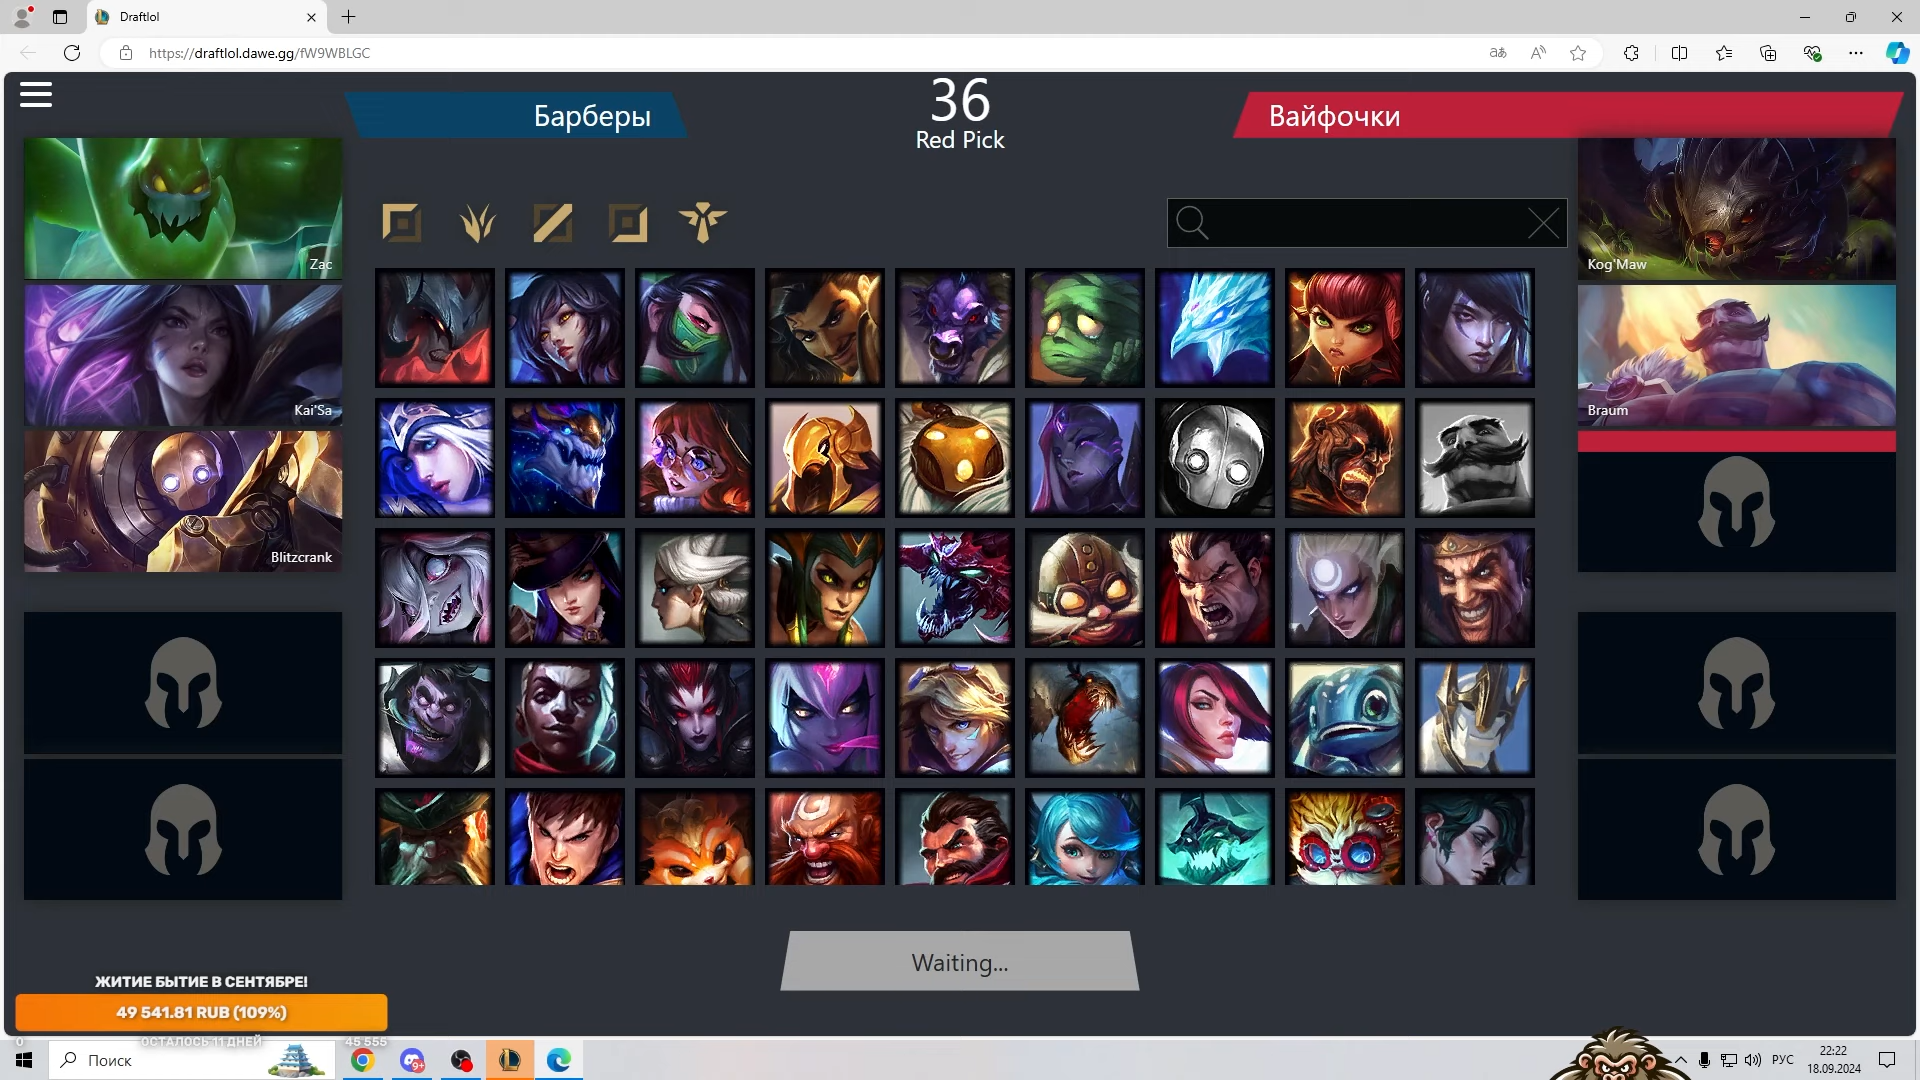 Draftlol
https://draftlol.dawe.gg/fW9WBLGC
36
Red Pick
Барберы
Вайфочки
Zac
Kai'Sa
Blitzcrank
Kog'Maw
Braum
Waiting...
ЖИТИЕ БЫТИЕ В СЕНТЯБРЕ!
49 541.81 RUB (109%)
0
ОСТАЛОСЬ 11 ДНЕЙ
45 555
Поиск
9+
РУС
22:22
18.09.2024